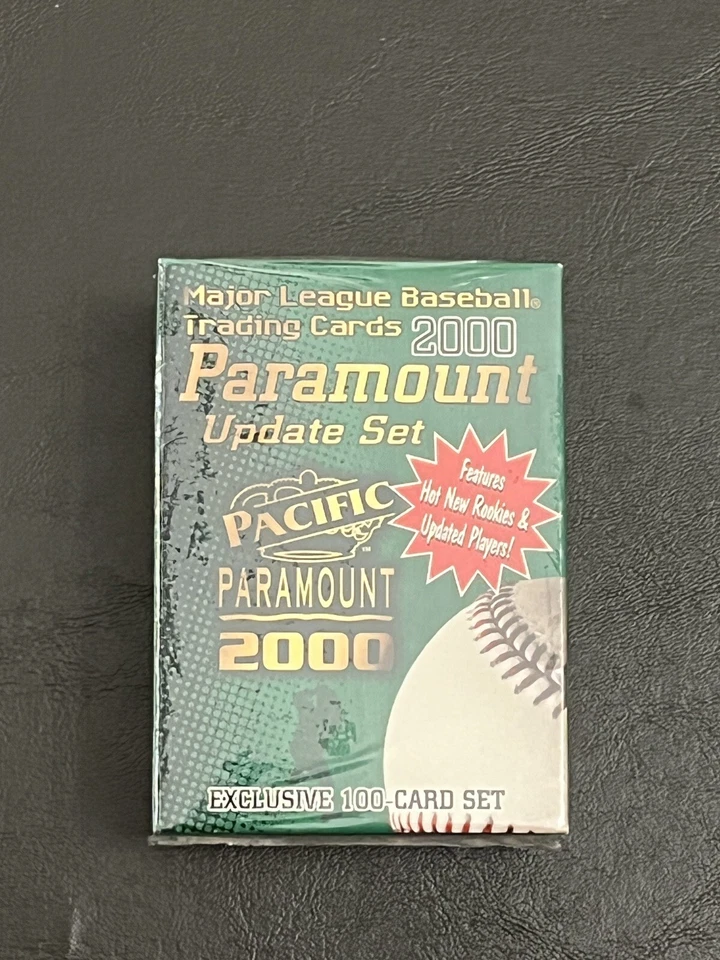 Major League Baseball®
Trading Cards 2000
Paramount
Update Set
Features
Hot New Rookies &
Updated Players!
PACIFIC™
PARAMOUNT
2000
EXCLUSIVE 100-CARD SET